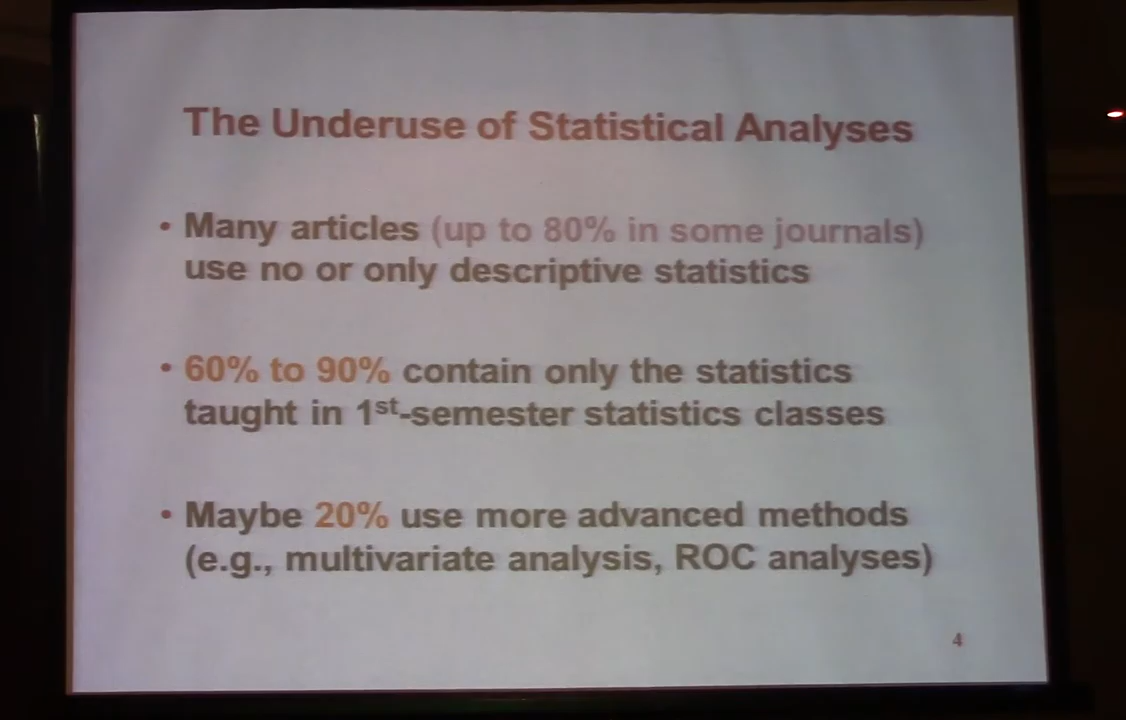 The Underuse of Statistical Analyses
• Many articles (up to 80% in some journals)
use no or only descriptive statistics
• 60% to 90% contain only the statistics
taught in 1st-semester statistics classes
• Maybe 20% use more advanced methods
(e.g., multivariate analysis, ROC analyses)
4